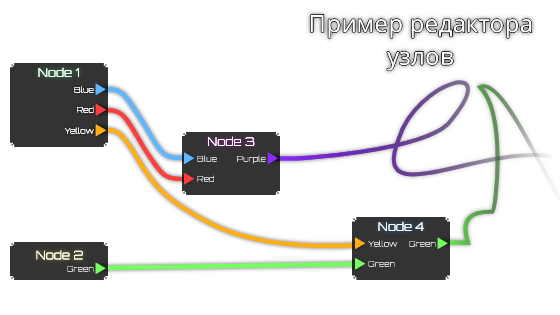 Пример редактора
узлов
Node 1
Blue
Red
Yellow
Node 3
Blue Purple
Red
Node 4
Yellow Green
Green
Node 2
Green